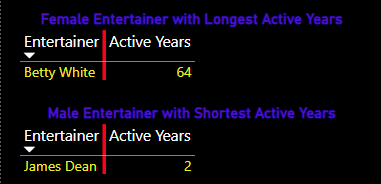 Female Entertainer with Longest Active Years
Entertainer Active Years
Betty White 64
Male Entertainer with Shortest Active Years
Entertainer Active Years
James Dean 2